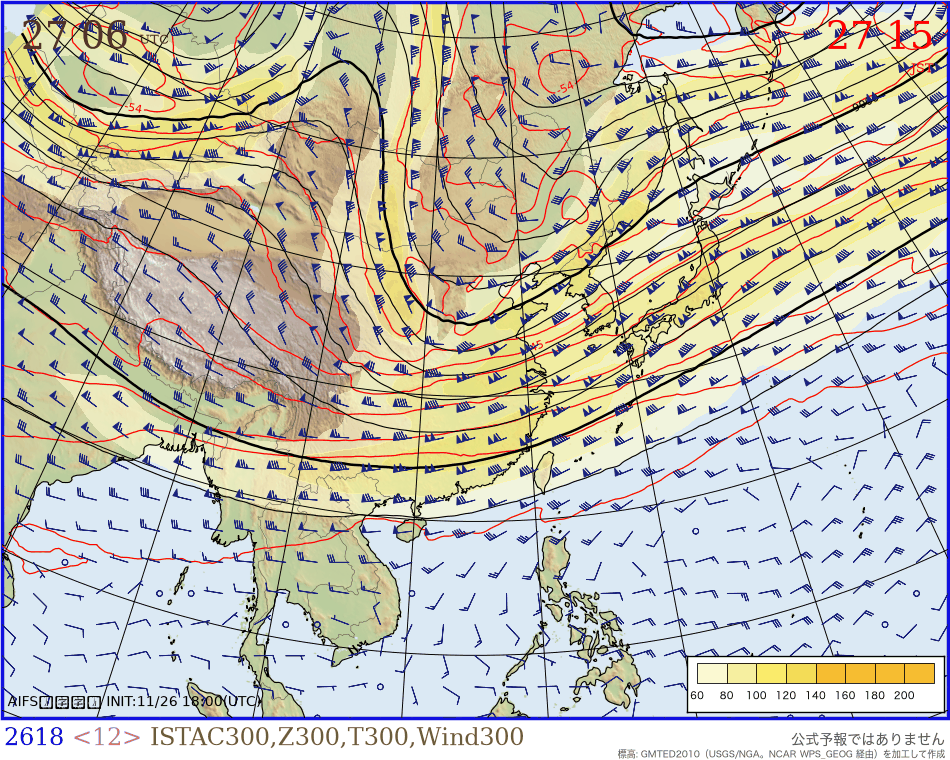 27 06 UTC
27 15
JST
-54
-54
-45
60 80 100 120 140 160 180 200
INIT:11/26 18:00(UTC)
2618 <12> ISTAC300,Z300,T300,Wind300
公式予報ではありません
標高: GMTED2010（USGS/NGA。NCAR WPS_GEOG 経由）を加工して作成